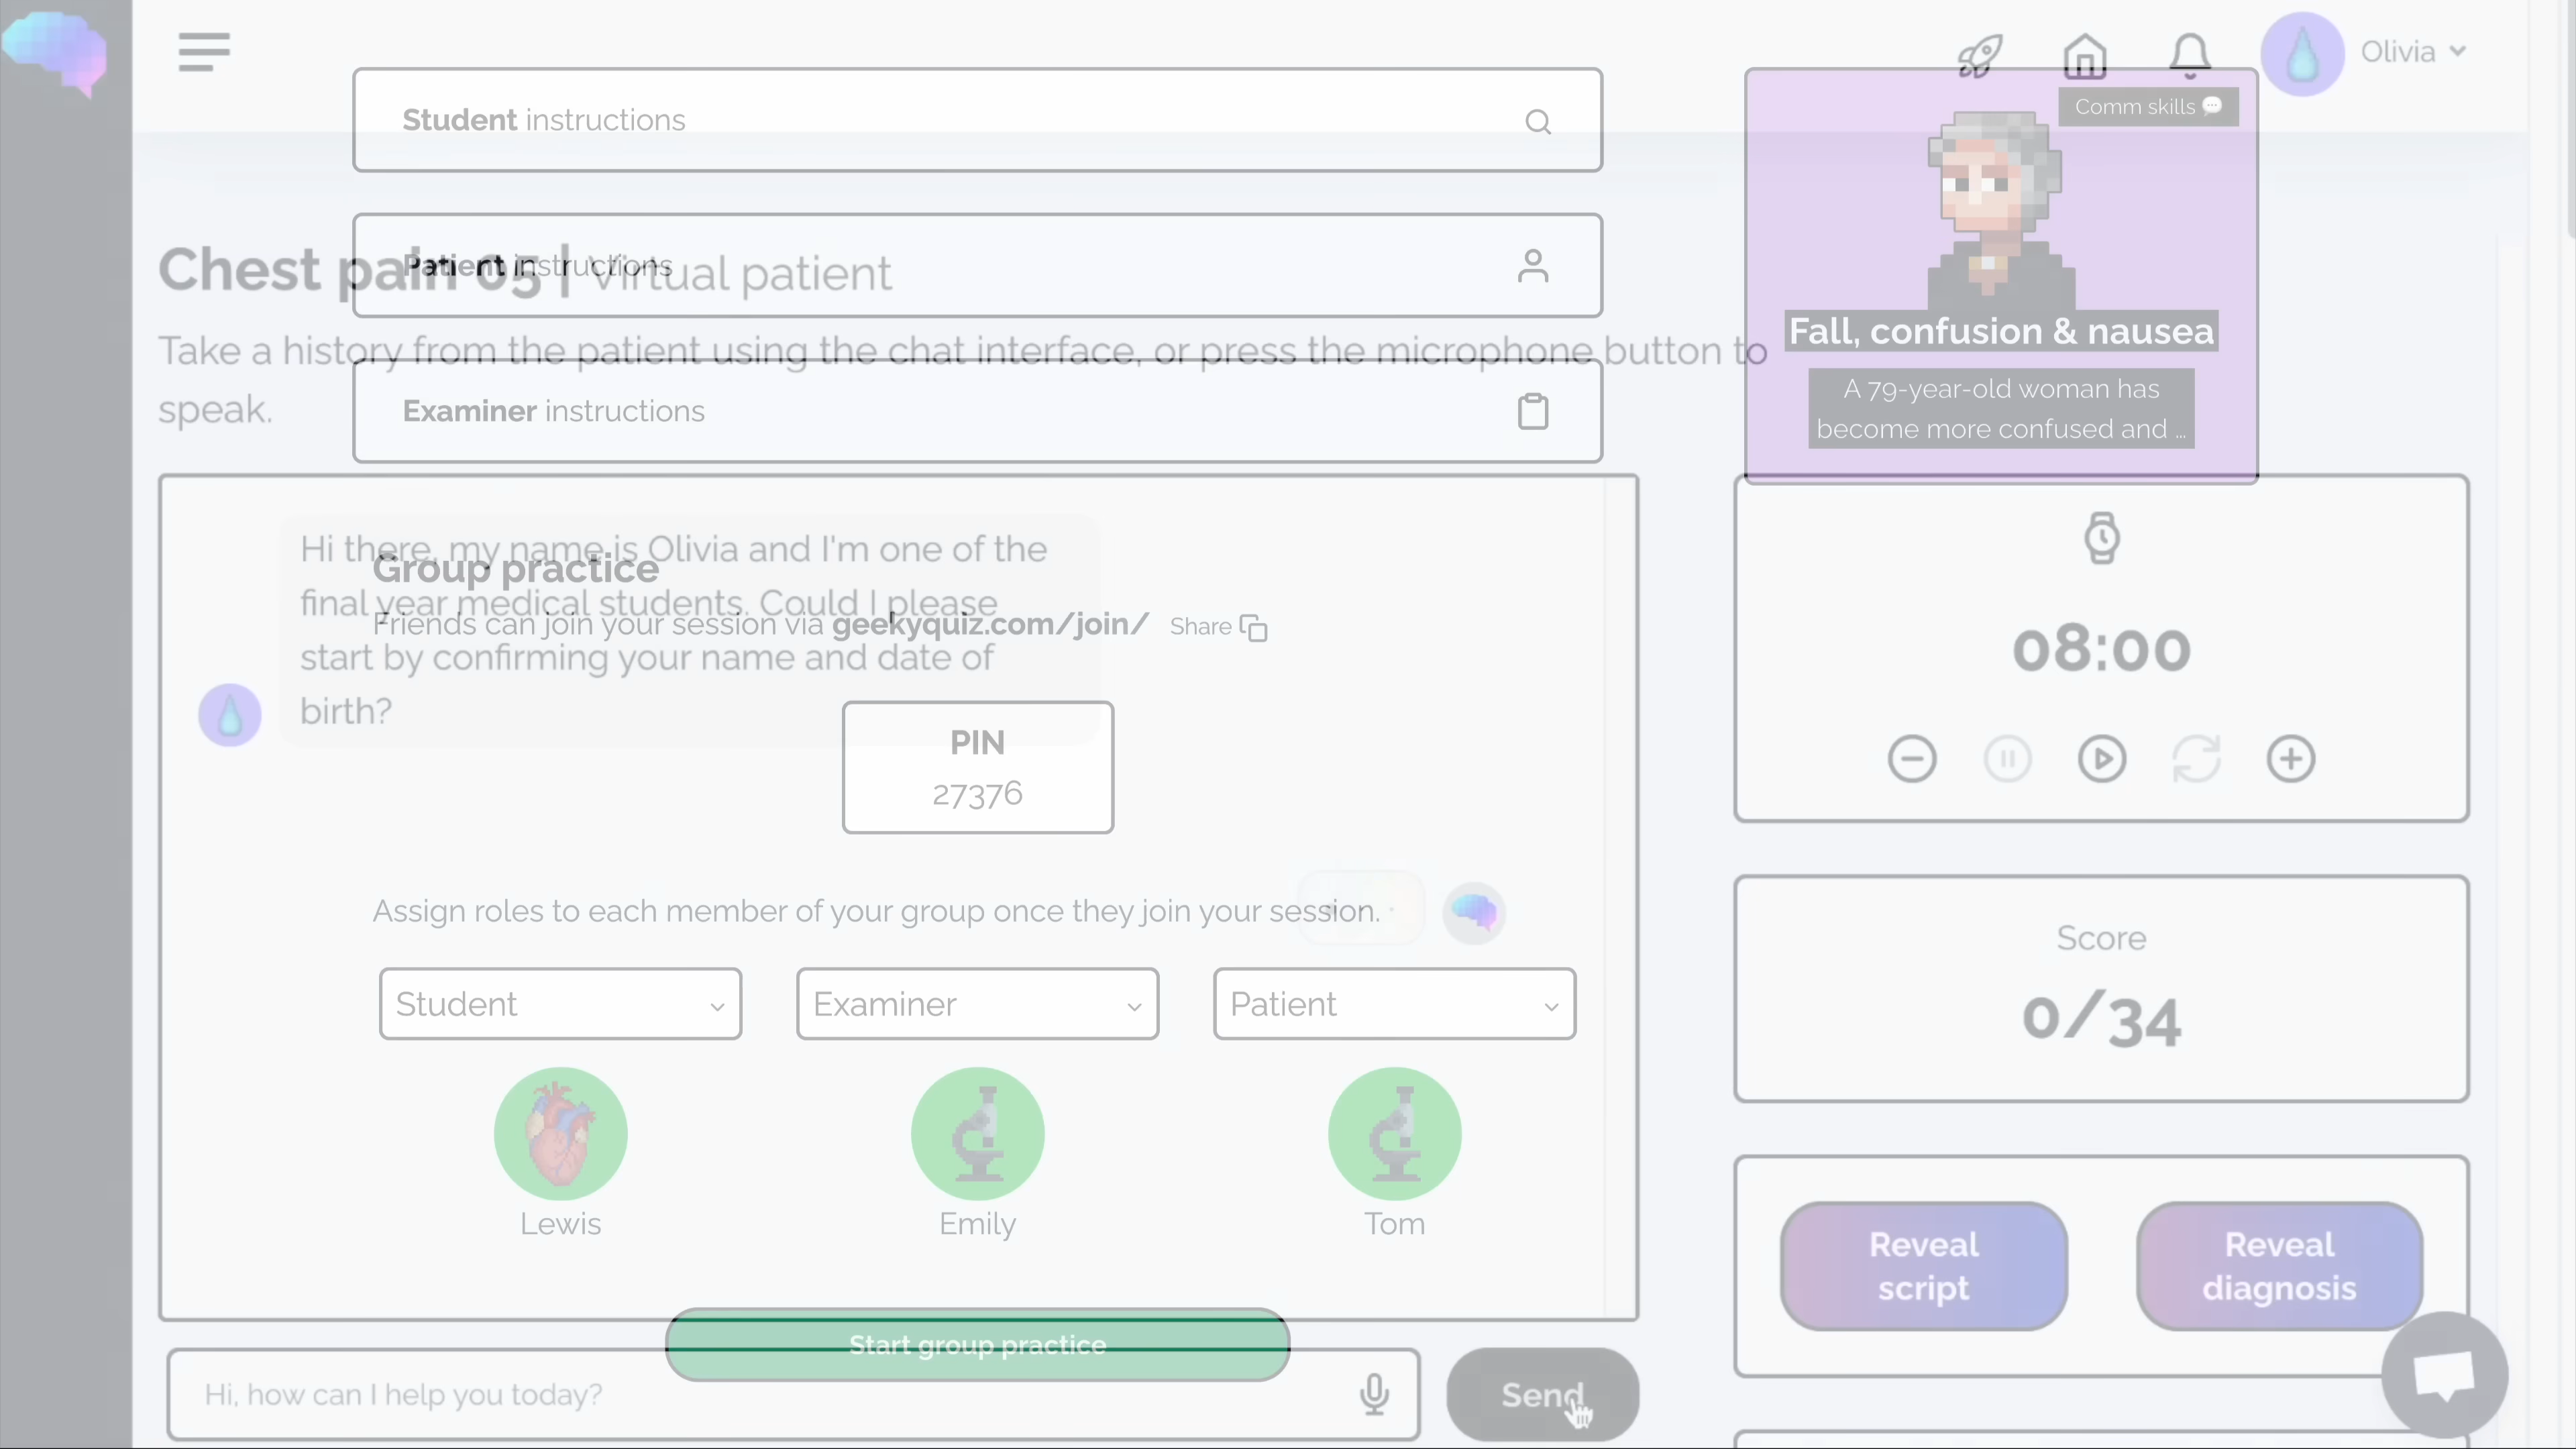 Olivia
Student instructions
Comm skills
Chest pain 05 | Virtual patient
Patient instructions
Take a history from the patient using the chat interface, or press the microphone button to
speak.
Examiner instructions
Fall, confusion & nausea
A 79-year-old woman has
become more confused and ...
Hi there, my name is Olivia and I'm one of the
final year medical students. Could I please
start by confirming your name and date of
birth?
Group practice
Friends can join your session via geekyquiz.com/join/ Share
PIN
27376
Assign roles to each member of your group once they join your session.
Student
Examiner
Patient
Lewis
Emily
Tom
Start group practice
Hi, how can I help you today?
Send
08:00
Score
0/34
Reveal
script
Reveal
diagnosis